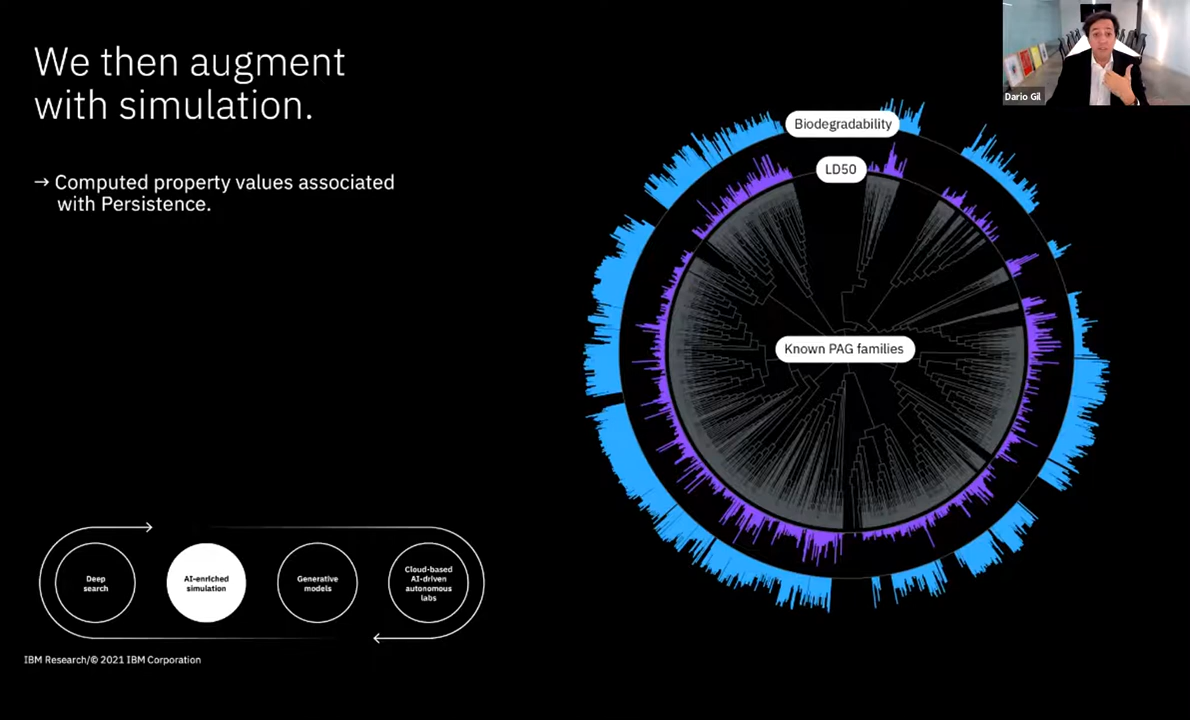 We then augment
with simulation.
→ Computed property values associated
with Persistence.
Dario Gil
Biodegradability
LD50
Known PAG families
Deep
search
AI-enriched
simulation
Generative
models
Cloud-based
AI-driven
autonomous
labs
IBM Research/© 2021 IBM Corporation